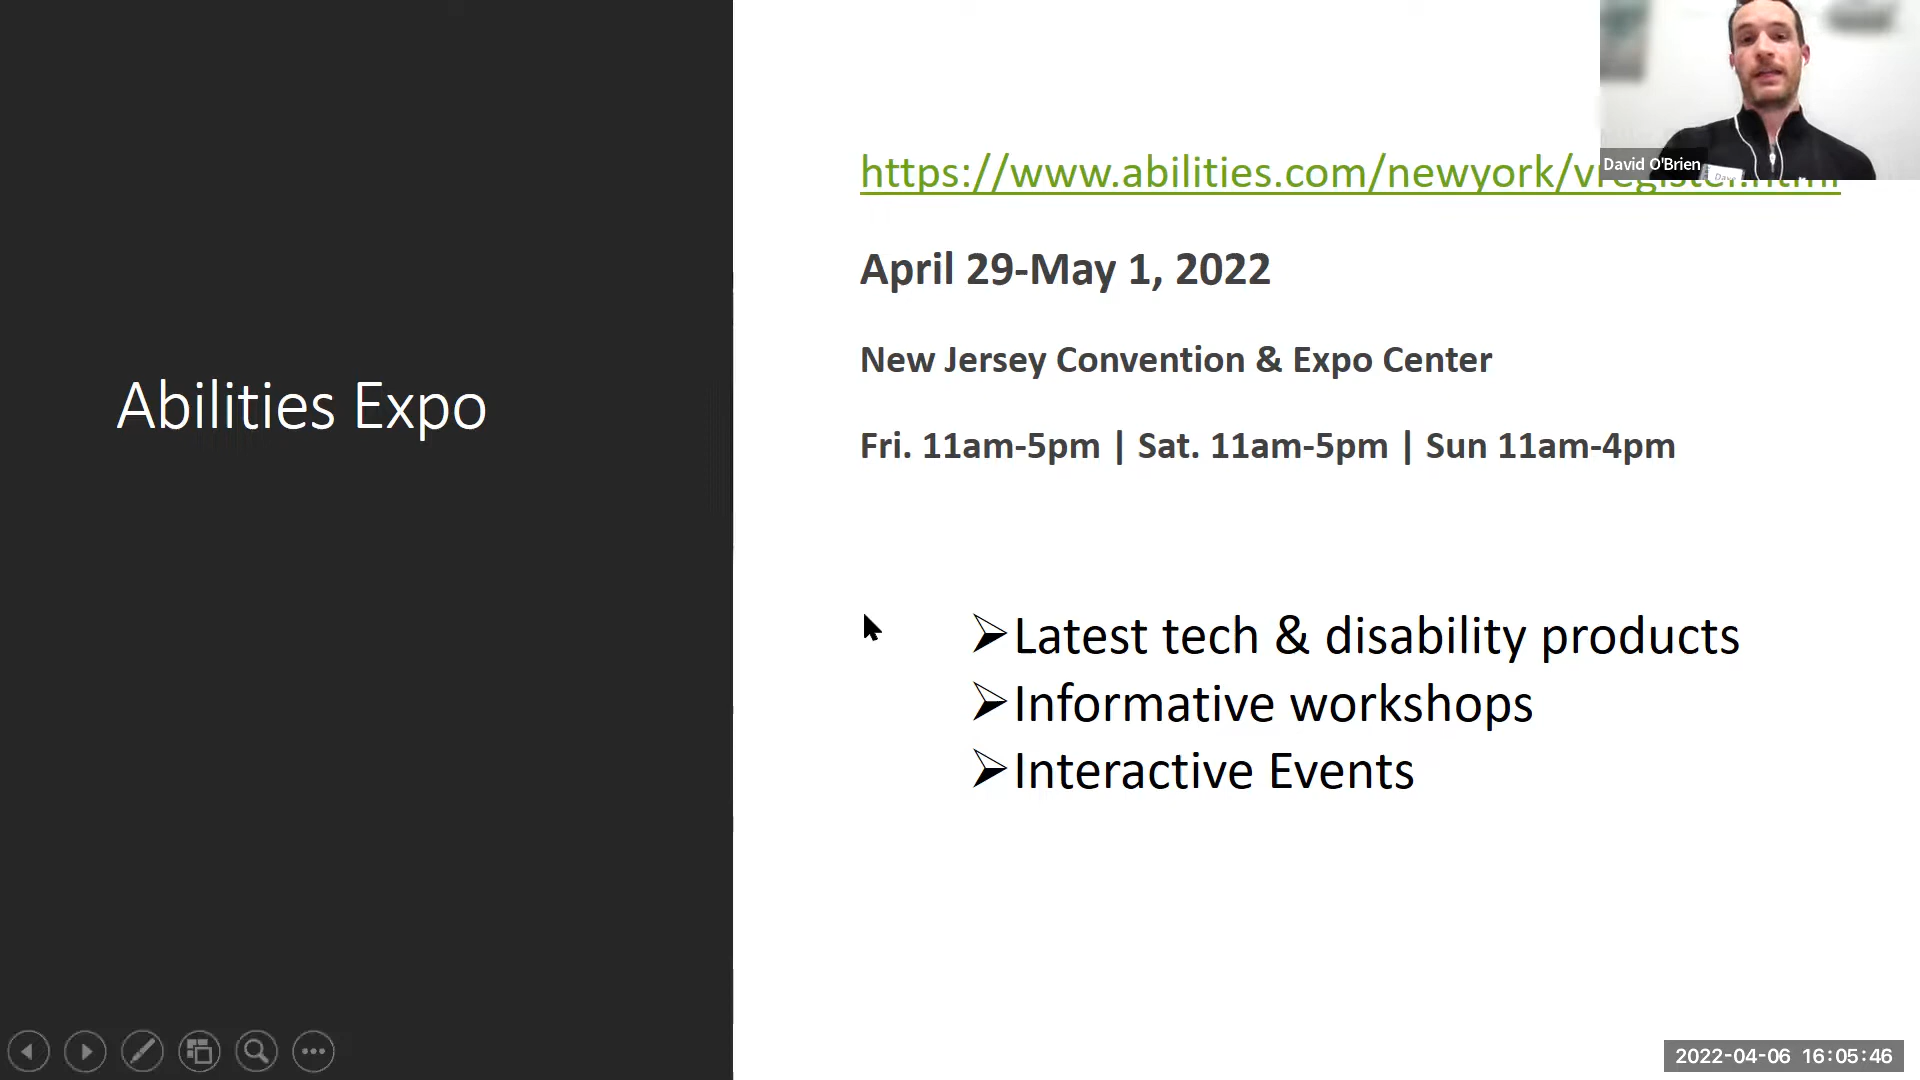 Abilities Expo
https://www.abilities.com/newyork/vregister.html
April 29-May 1, 2022
New Jersey Convention & Expo Center
Fri. 11am-5pm | Sat. 11am-5pm | Sun 11am-4pm
➢Latest tech & disability products
➢Informative workshops
➢Interactive Events
David O'Brien
2022-04-06 16:05:46